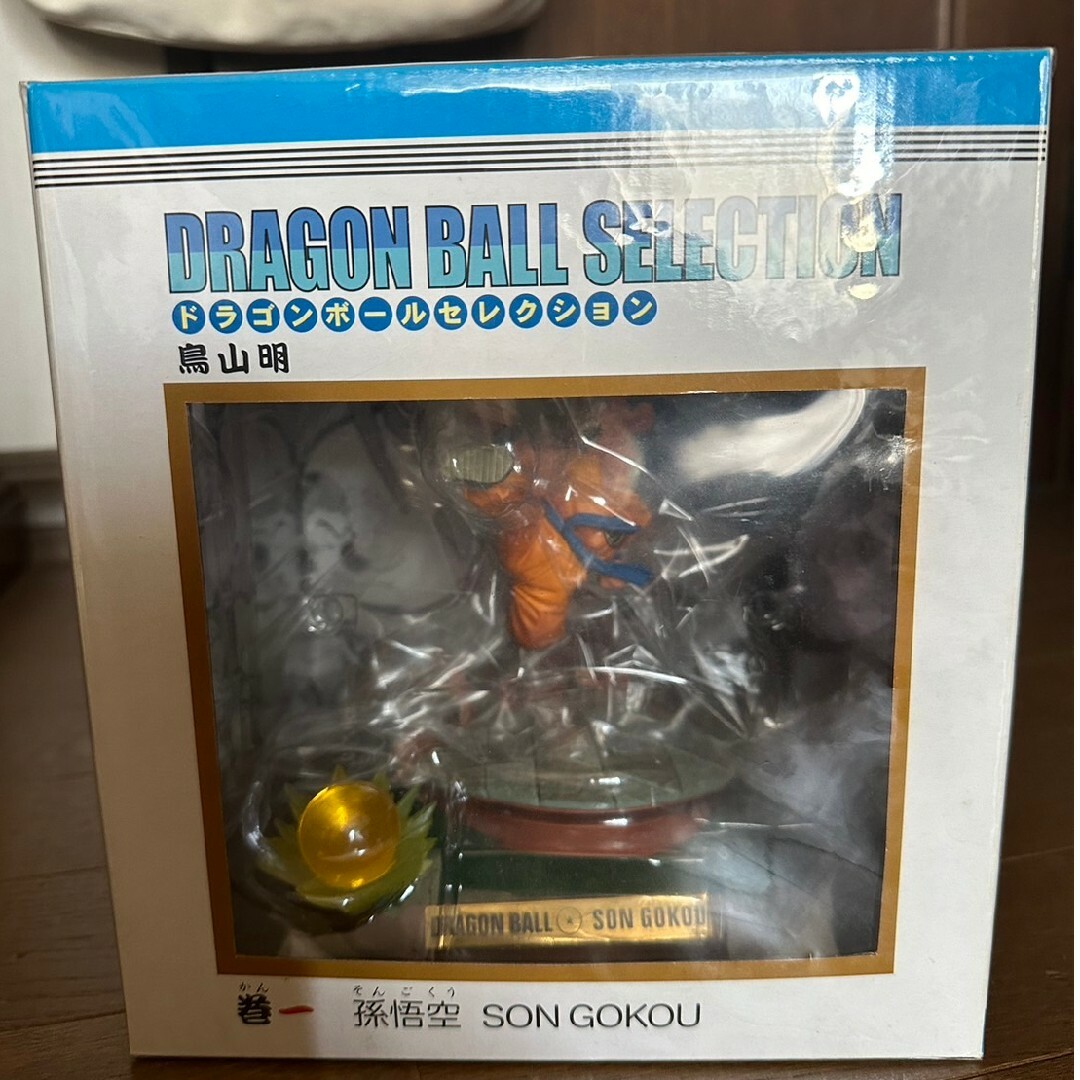 DRAGON BALL SELECTION
ドラゴンボールセレクション
鳥山明
DRAGON BALL SON GOKOU
かん そんごくう
巻一 孫悟空 SON GOKOU